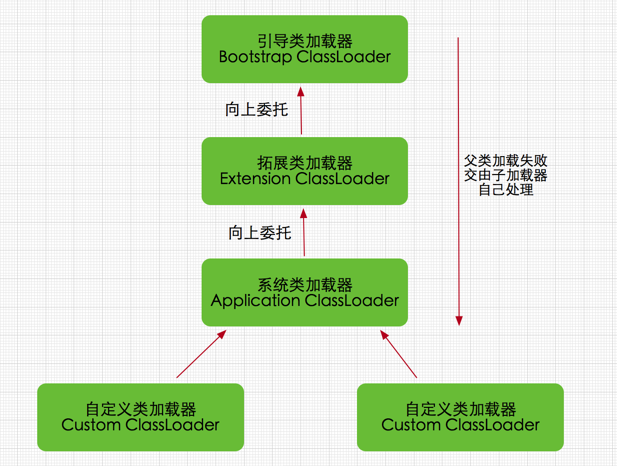 引导类加载器
Bootstrap ClassLoader
向上委托
拓展类加载器
Extension ClassLoader
父类加载失败
交由子加载器
自己处理
向上委托
系统类加载器
Application ClassLoader
自定义类加载器
Custom ClassLoader
自定义类加载器
Custom ClassLoader